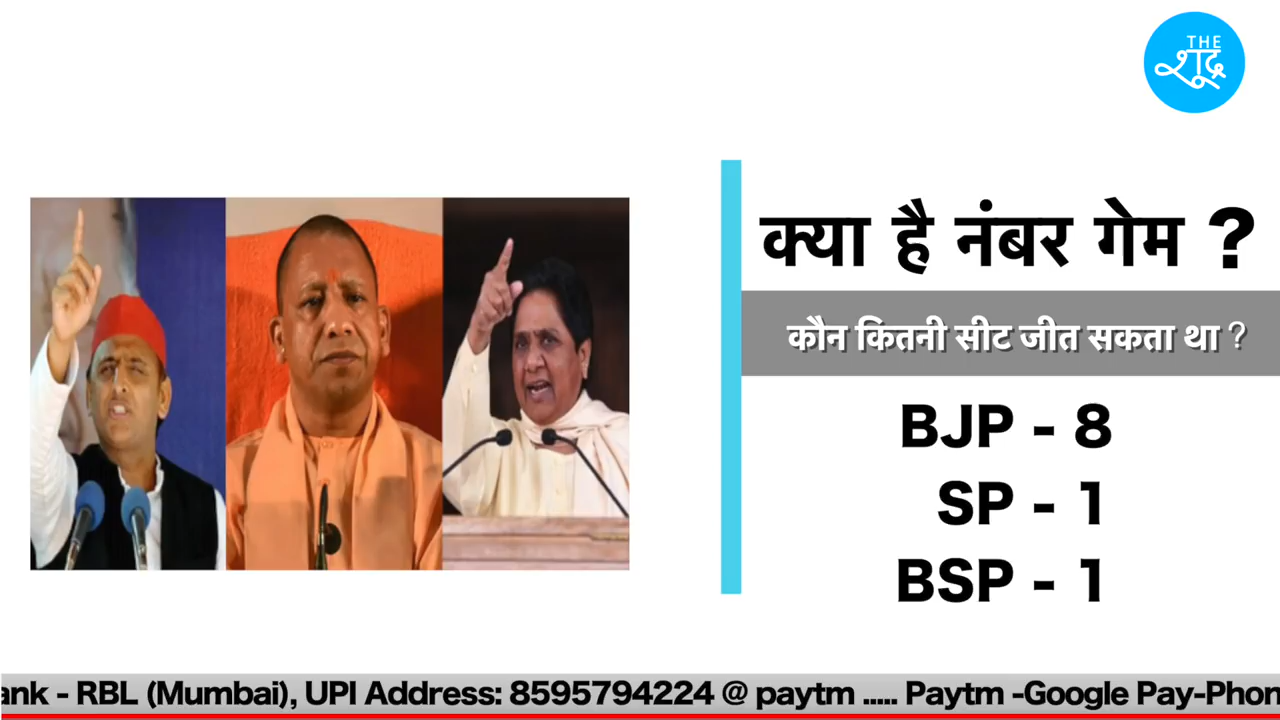 THE
शूद्र
क्या है नंबर गेम ?
कौन कितनी सीट जीत सकता था ?
BJP - 8
SP - 1
BSP - 1
ank - RBL (Mumbai), UPI Address: 8595794224 @ paytm ..... Paytm -Google Pay-Phon